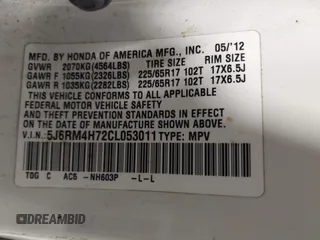 MFD. BY HONDA OF AMERICA MFG., INC. 05/'12
GVWR 2070KG(4564LBS) TIRE SIZE RIM SIZE
GAWR F 1055KG(2326LBS) 225/65R17 102T 17X6.5J
GAWR R 1035KG(2282LBS) 225/65R17 102T 17X6.5J
THIS VEHICLE CONFORMS TO ALL APPLICABLE
FEDERAL MOTOR VEHICLE SAFETY STANDARDS IN EFFECT
ON THE DATE OF MANUFACTURE SHOWN ABOVE.
V.I.N.: 5J6RM4H72CL053011 TYPE: MPV
TDG C AC5 -NH603P -L-L
DREAMBID